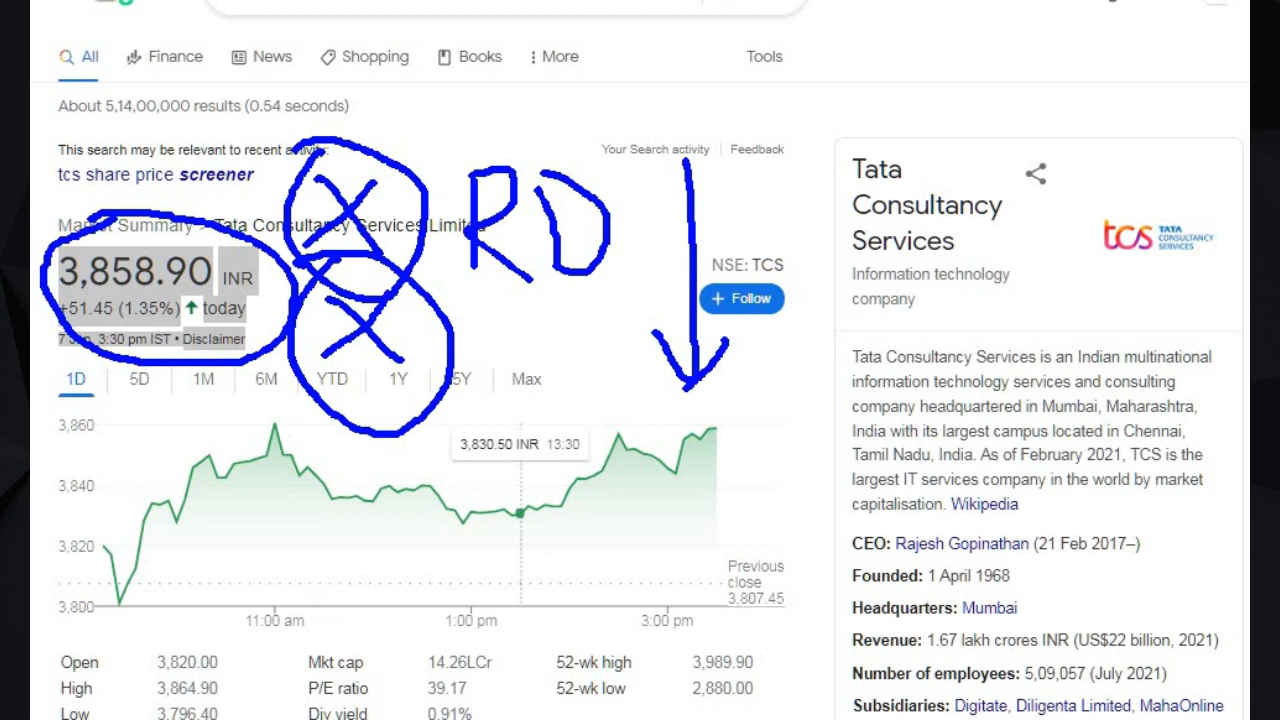 All Finance News Shopping Books More Tools
About 5,14,00,000 results (0.54 seconds)
This search may be relevant to recent activity:
tcs share price screener
Your Search activity Feedback
Market Summary > Tata Consultancy Services Limited
3,858.90 INR
+51.45 (1.35%) today
3:30 pm IST • Disclaimer
RD
X
X
NSE: TCS
+ Follow
1D 5D 1M 6M YTD 1Y 5Y Max
3,860
3,840
3,820
3,800
3,830.50 INR 13:30
Previous
close
3,807.45
11:00 am 1:00 pm 3:00 pm
Open 3,820.00 Mkt cap 14.26LCr 52-wk high 3,989.90
High 3,864.90 P/E ratio 39.17 52-wk low 2,880.00
Low 3,796.40 Div yield 0.91%
Tata
Consultancy
Services
Information technology
company
tcs TATA
CONSULTANCY
SERVICES
Tata Consultancy Services is an Indian multinational
information technology services and consulting
company headquartered in Mumbai, Maharashtra,
India with its largest campus located in Chennai,
Tamil Nadu, India. As of February 2021, TCS is the
largest IT services company in the world by market
capitalisation. Wikipedia
CEO: Rajesh Gopinathan (21 Feb 2017–)
Founded: 1 April 1968
Headquarters: Mumbai
Revenue: 1.67 lakh crores INR (US$22 billion, 2021)
Number of employees: 5,09,057 (July 2021)
Subsidiaries: Digitate, Diligenta Limited, MahaOnline